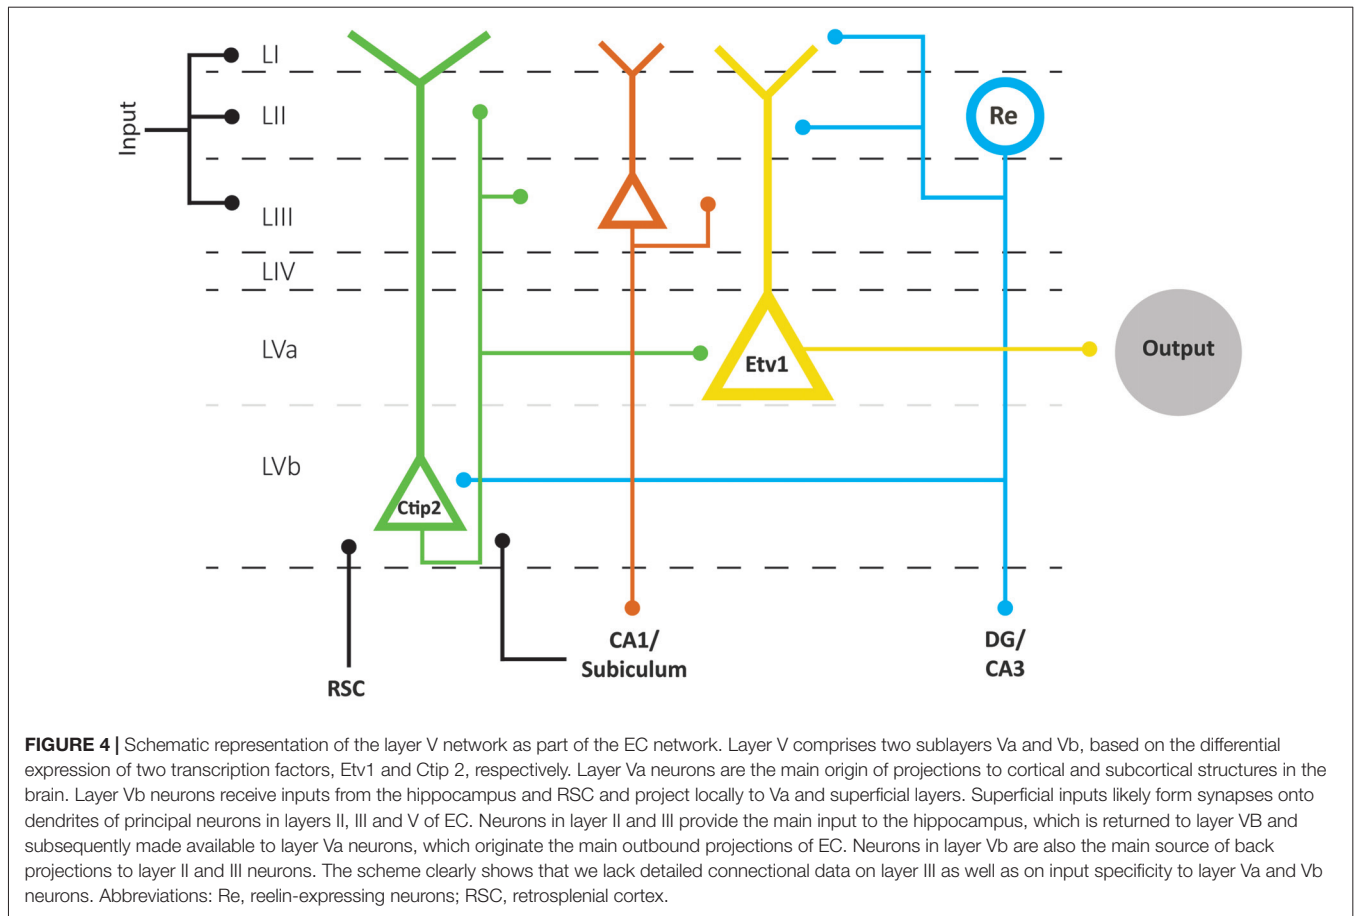 Input
LI
LII
LIII
LIV
LVa
LVb
Re
Etv1
Output
Ctip2
RSC
CA1/
Subiculum
DG/
CA3
FIGURE 4 | Schematic representation of the layer V network as part of the EC network. Layer V comprises two sublayers Va and Vb, based on the differential
expression of two transcription factors, Etv1 and Ctip 2, respectively. Layer Va neurons are the main origin of projections to cortical and subcortical structures in the
brain. Layer Vb neurons receive inputs from the hippocampus and RSC and project locally to Va and superficial layers. Superficial inputs likely form synapses onto
dendrites of principal neurons in layers II, III and V of EC. Neurons in layer II and III provide the main input to the hippocampus, which is returned to layer VB and
subsequently made available to layer Va neurons, which originate the main outbound projections of EC. Neurons in layer Vb are also the main source of back
projections to layer II and III neurons. The scheme clearly shows that we lack detailed connectional data on layer III as well as on input specificity to layer Va and Vb
neurons. Abbreviations: Re, reelin-expressing neurons; RSC, retrosplenial cortex.